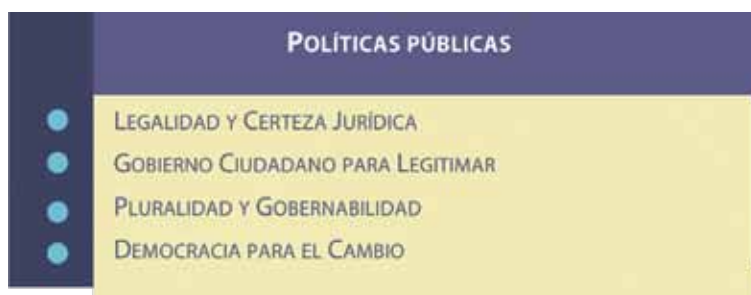 POLÍTICAS PÚBLICAS
LEGALIDAD Y CERTEZA JURÍDICA
GOBIERNO CIUDADANO PARA LEGITIMAR
PLURALIDAD Y GOBERNABILIDAD
DEMOCRACIA PARA EL CAMBIO